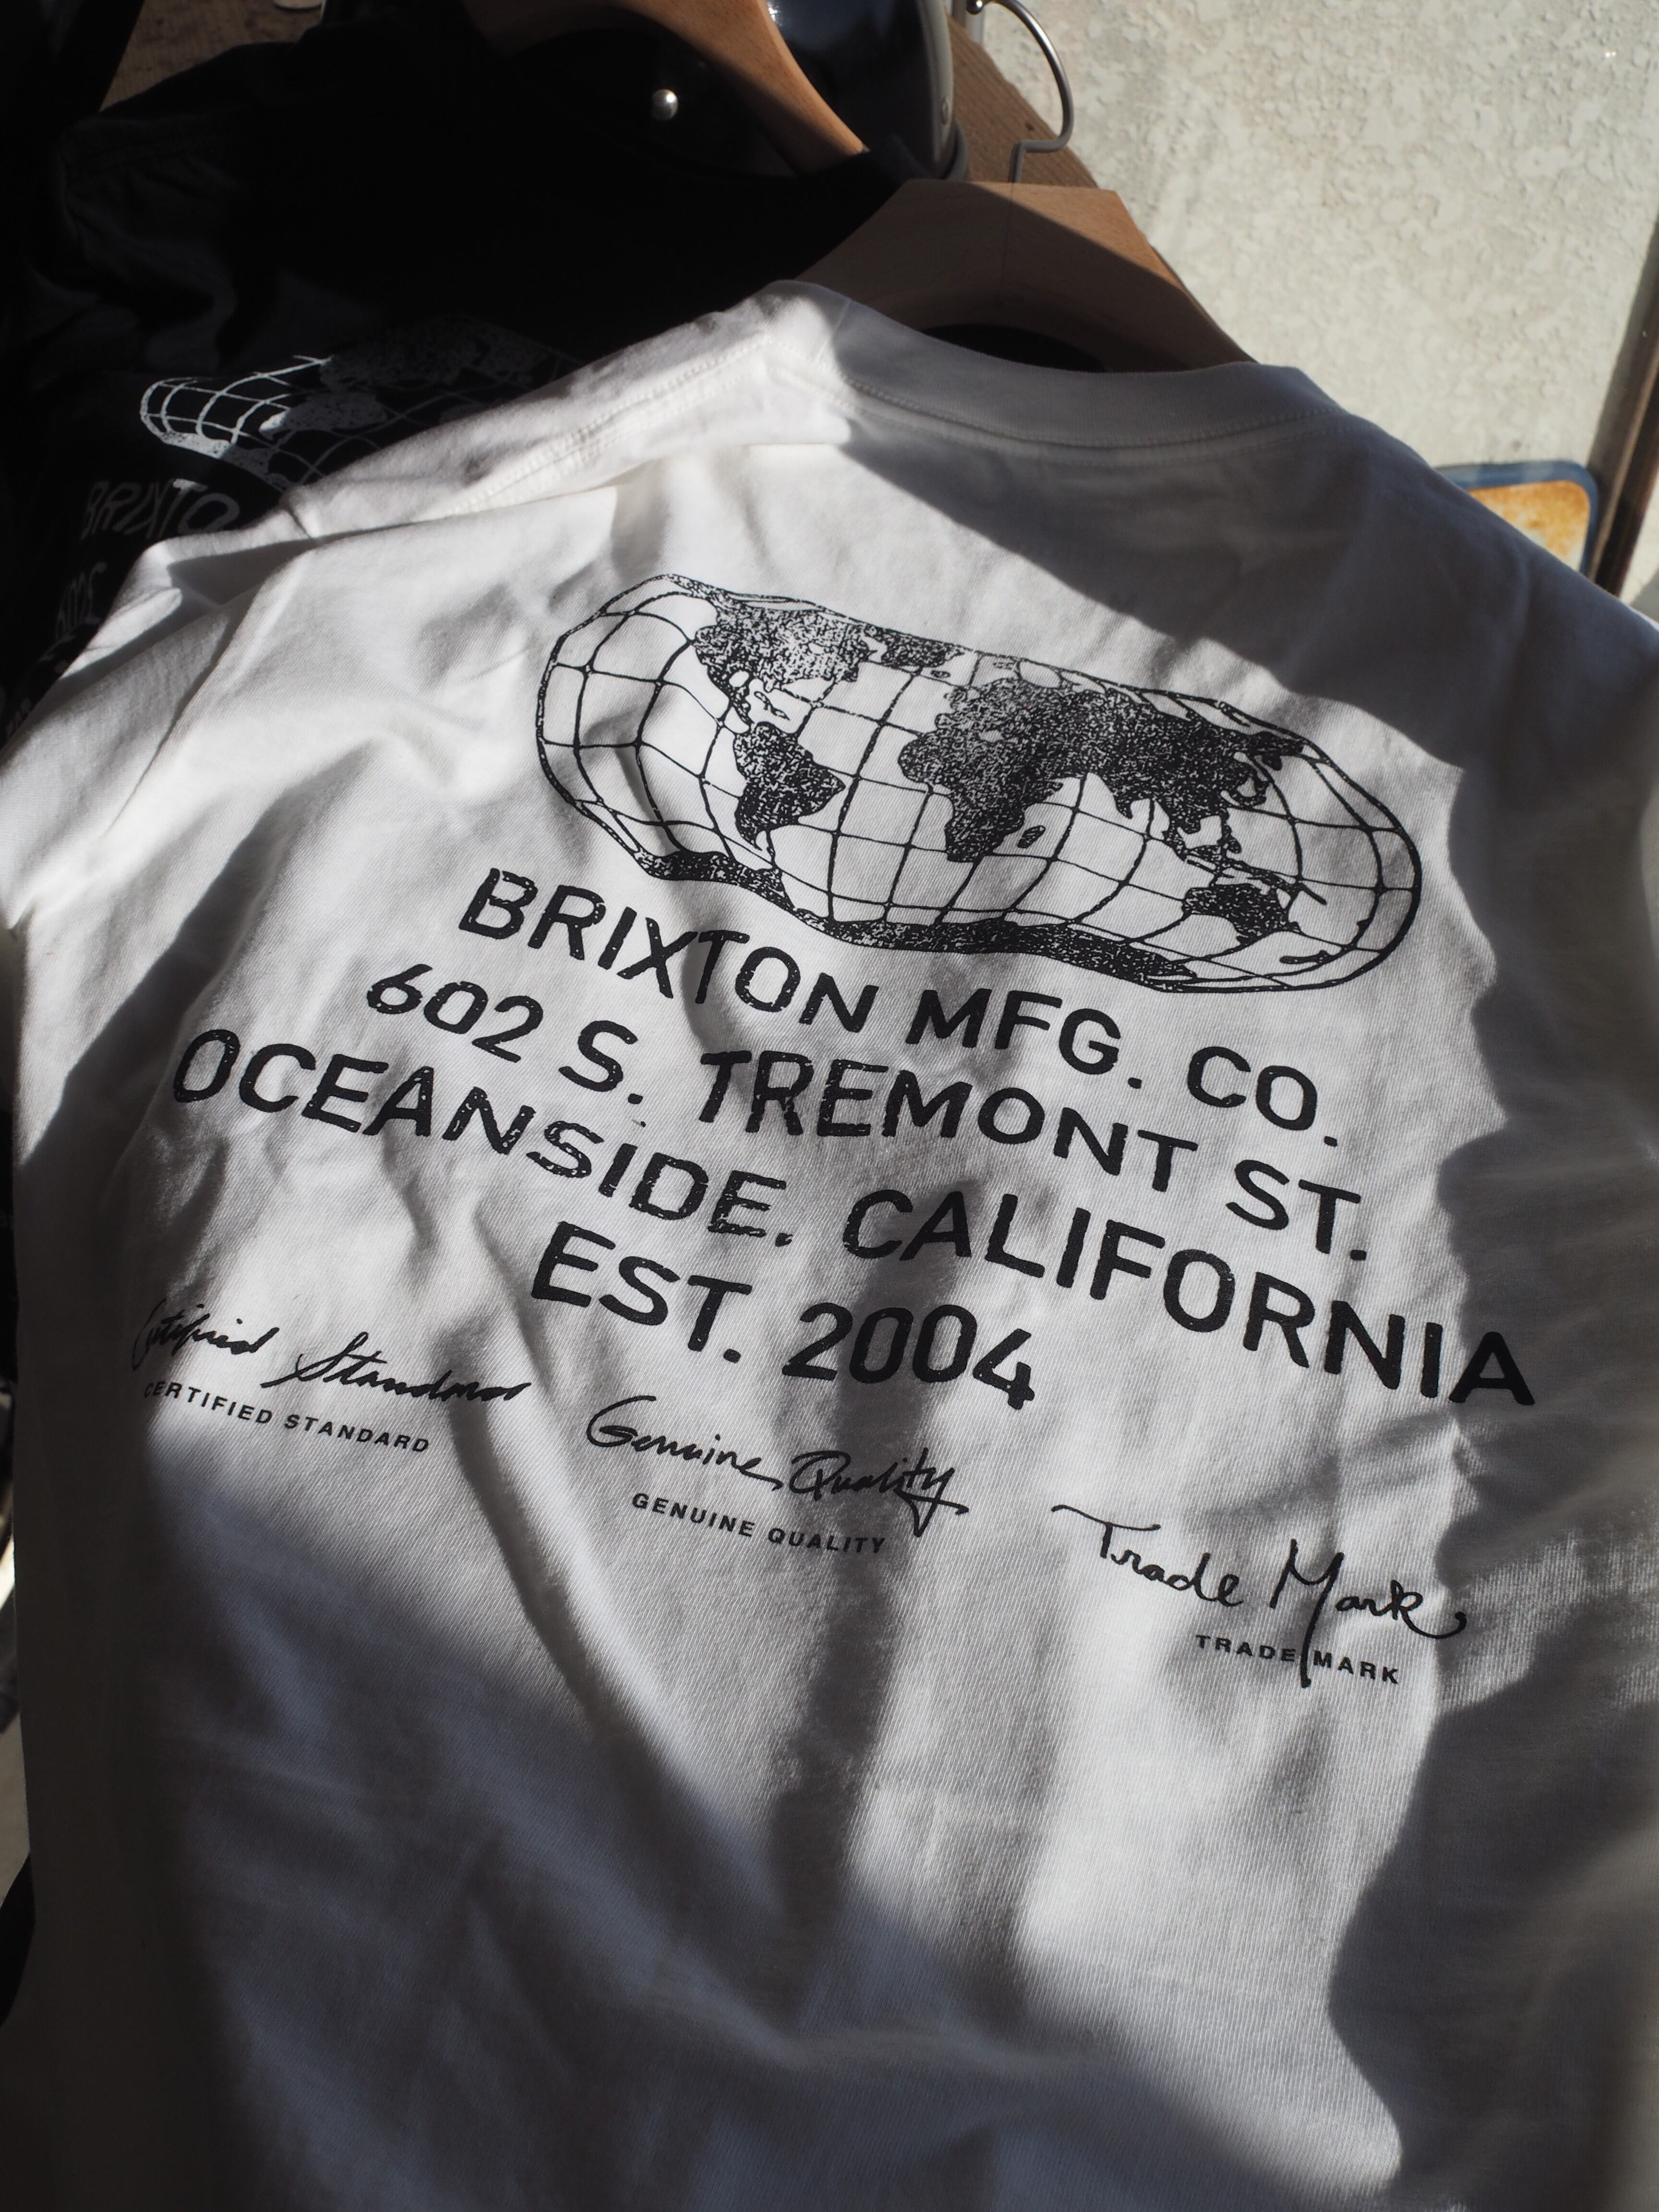 BRIXTO
BRIXTON MFG. CO.
602 S. TREMONT ST.
OCEANSIDE. CALIFORNIA
EST. 2004
Certified Standard
CERTIFIED STANDARD
Genuine Quality
GENUINE QUALITY
Trade Mark
TRADE MARK